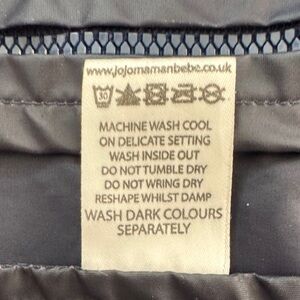 www.jojomamanbebe.co.uk
30
MACHINE WASH COOL
ON DELICATE SETTING
WASH INSIDE OUT
DO NOT TUMBLE DRY
DO NOT WRING DRY
RESHAPE WHILST DAMP
WASH DARK COLOURS
SEPARATELY